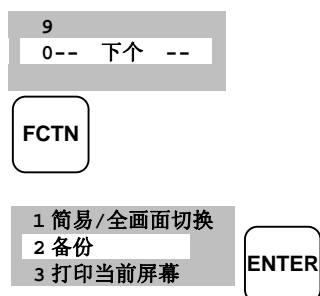 9
0-- 下个 --
FCTN
1 简易/全画面切换
2 备份
3 打印当前屏幕
ENTER